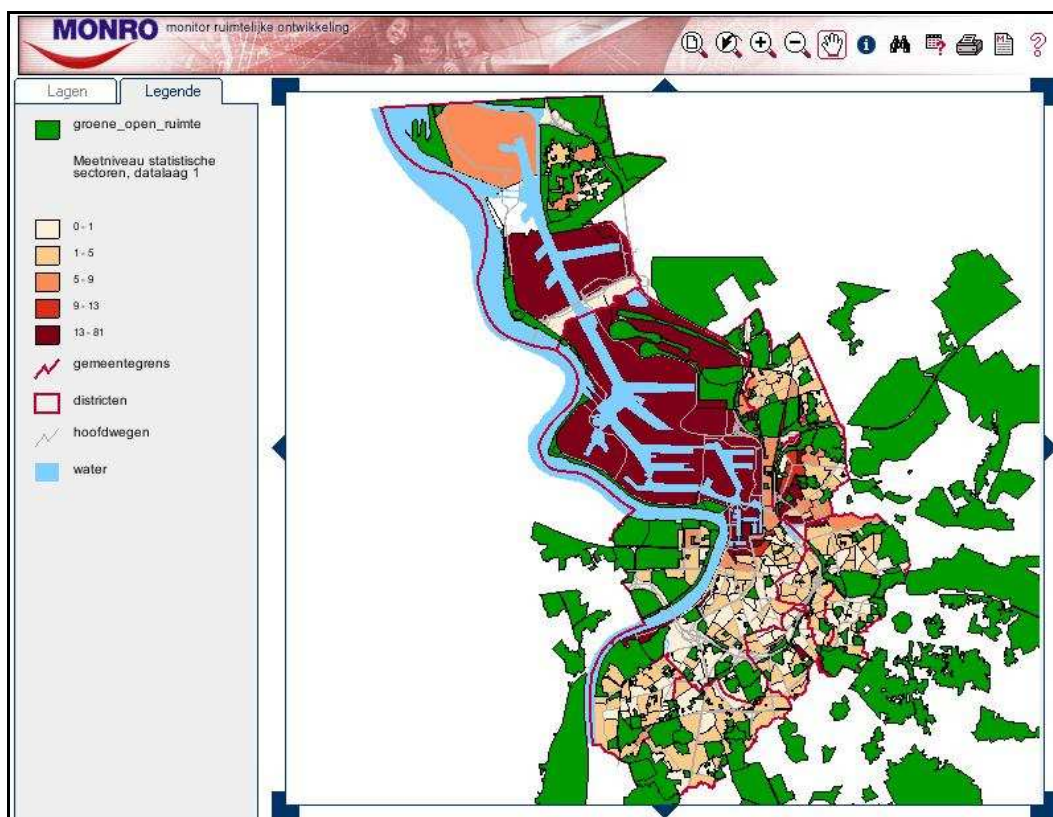 MONRO monitor ruimtelijke ontwikkeling
Lagen Legende
groene_open_ruimte
Meetniveau statistische
sectoren, datalaag 1
0 - 1
1 - 5
5 - 9
9 - 13
13 - 81
gemeentegrens
districten
hoofdwegen
water